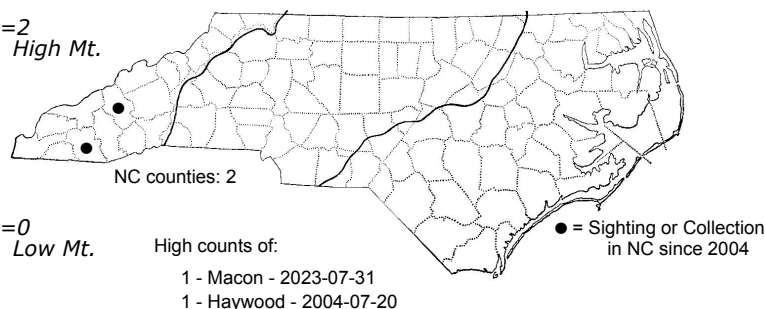 =2
High Mt.
NC counties: 2
=0
Low Mt.
High counts of:
1 - Macon - 2023-07-31
1 - Haywood - 2004-07-20
● = Sighting or Collection
in NC since 2004